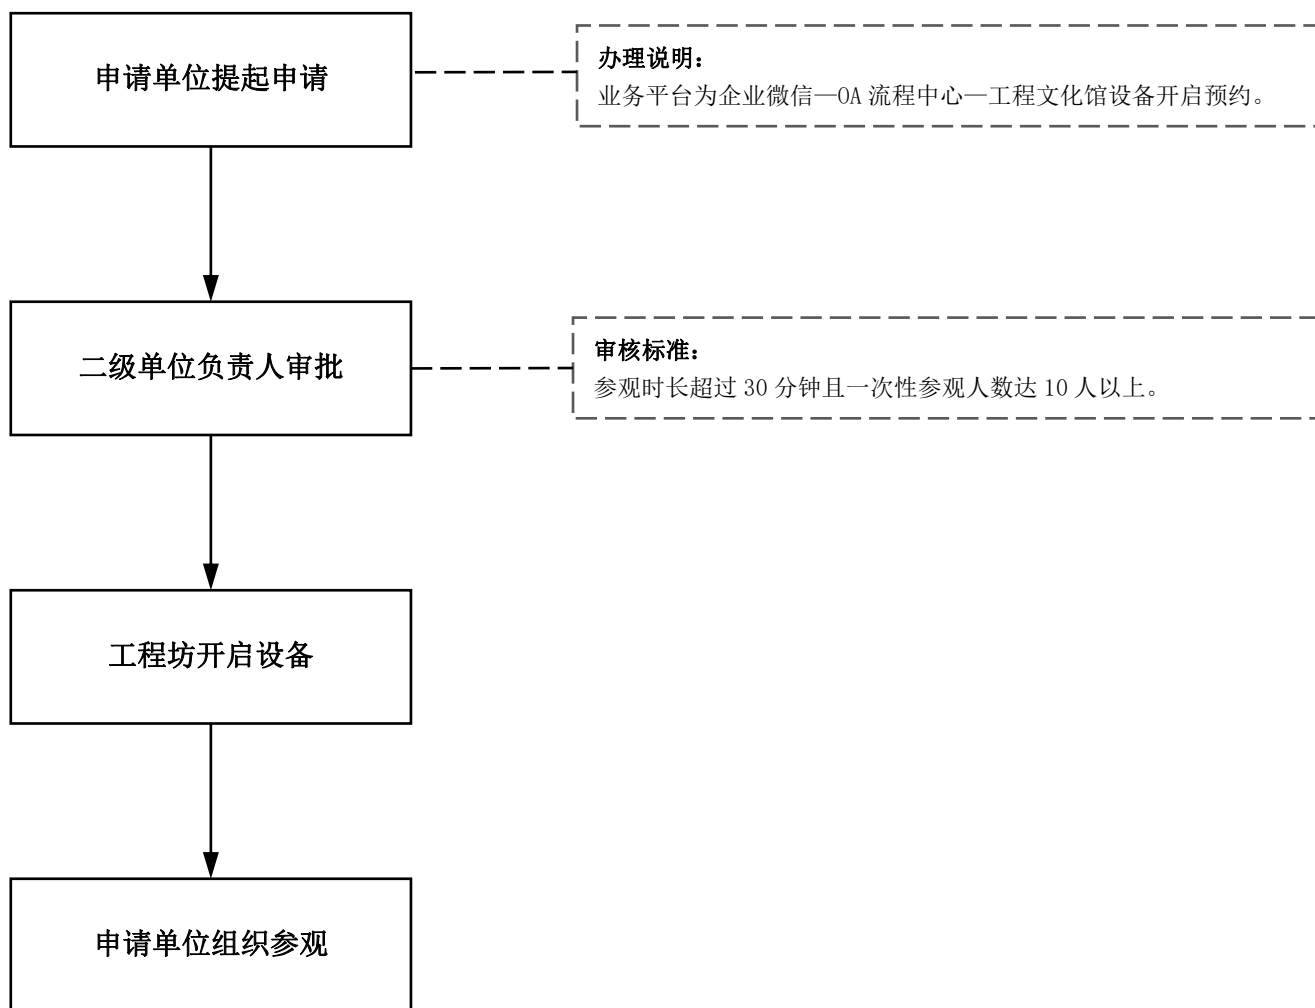 申请单位提起申请
办理说明：
业务平台为企业微信—OA 流程中心—工程文化馆设备开启预约。
二级单位负责人审批
审核标准：
参观时长超过 30 分钟且一次性参观人数达 10 人以上。
工程坊开启设备
申请单位组织参观